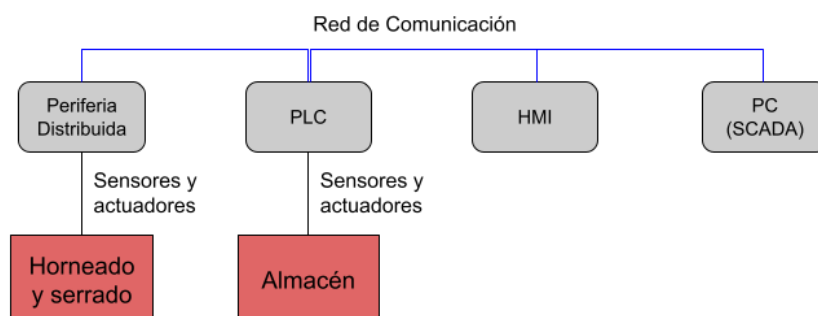 Red de Comunicación
Periferia
Distribuida
PLC
HMI
PC
(SCADA)
Sensores y
actuadores
Sensores y
actuadores
Horneado
y serrado
Almacén